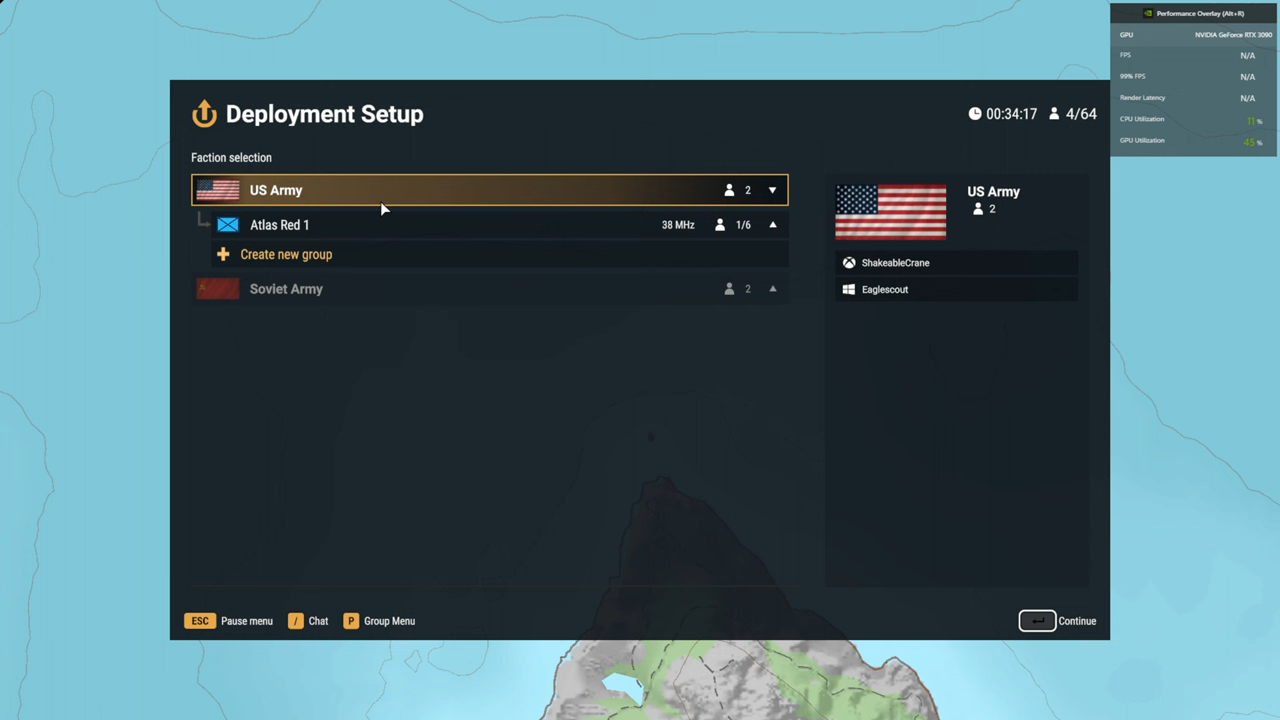 Performance Overlay (Alt+R)
GPU NVIDIA GeForce RTX 3090
FPS N/A
99% FPS N/A
Render Latency N/A
CPU Utilization 11 %
GPU Utilization 45 %
Deployment Setup
00:34:17 4/64
Faction selection
US Army 2
Atlas Red 1 38 MHz 1/6
Create new group
Soviet Army 2
US Army
2
ShakeableCrane
Eaglescout
ESC Pause menu / Chat P Group Menu
Continue